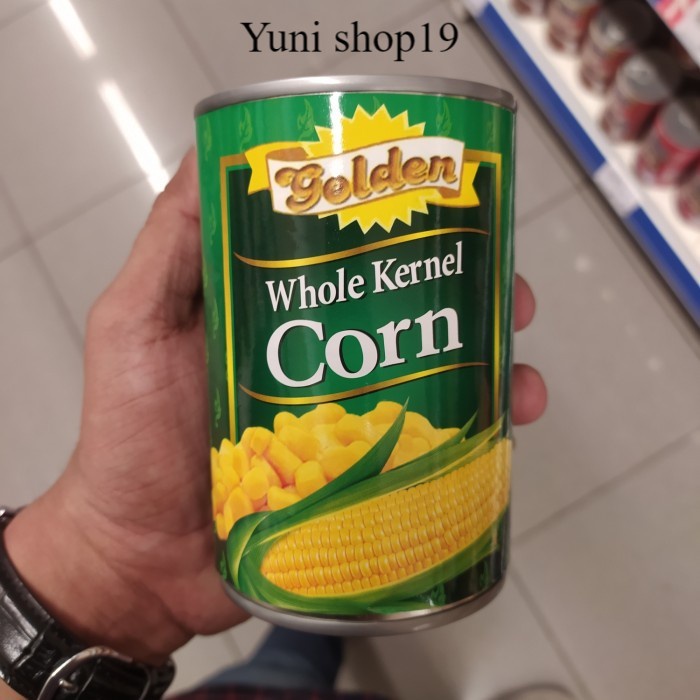 Yuni shop19
Golden
Whole Kernel
Corn